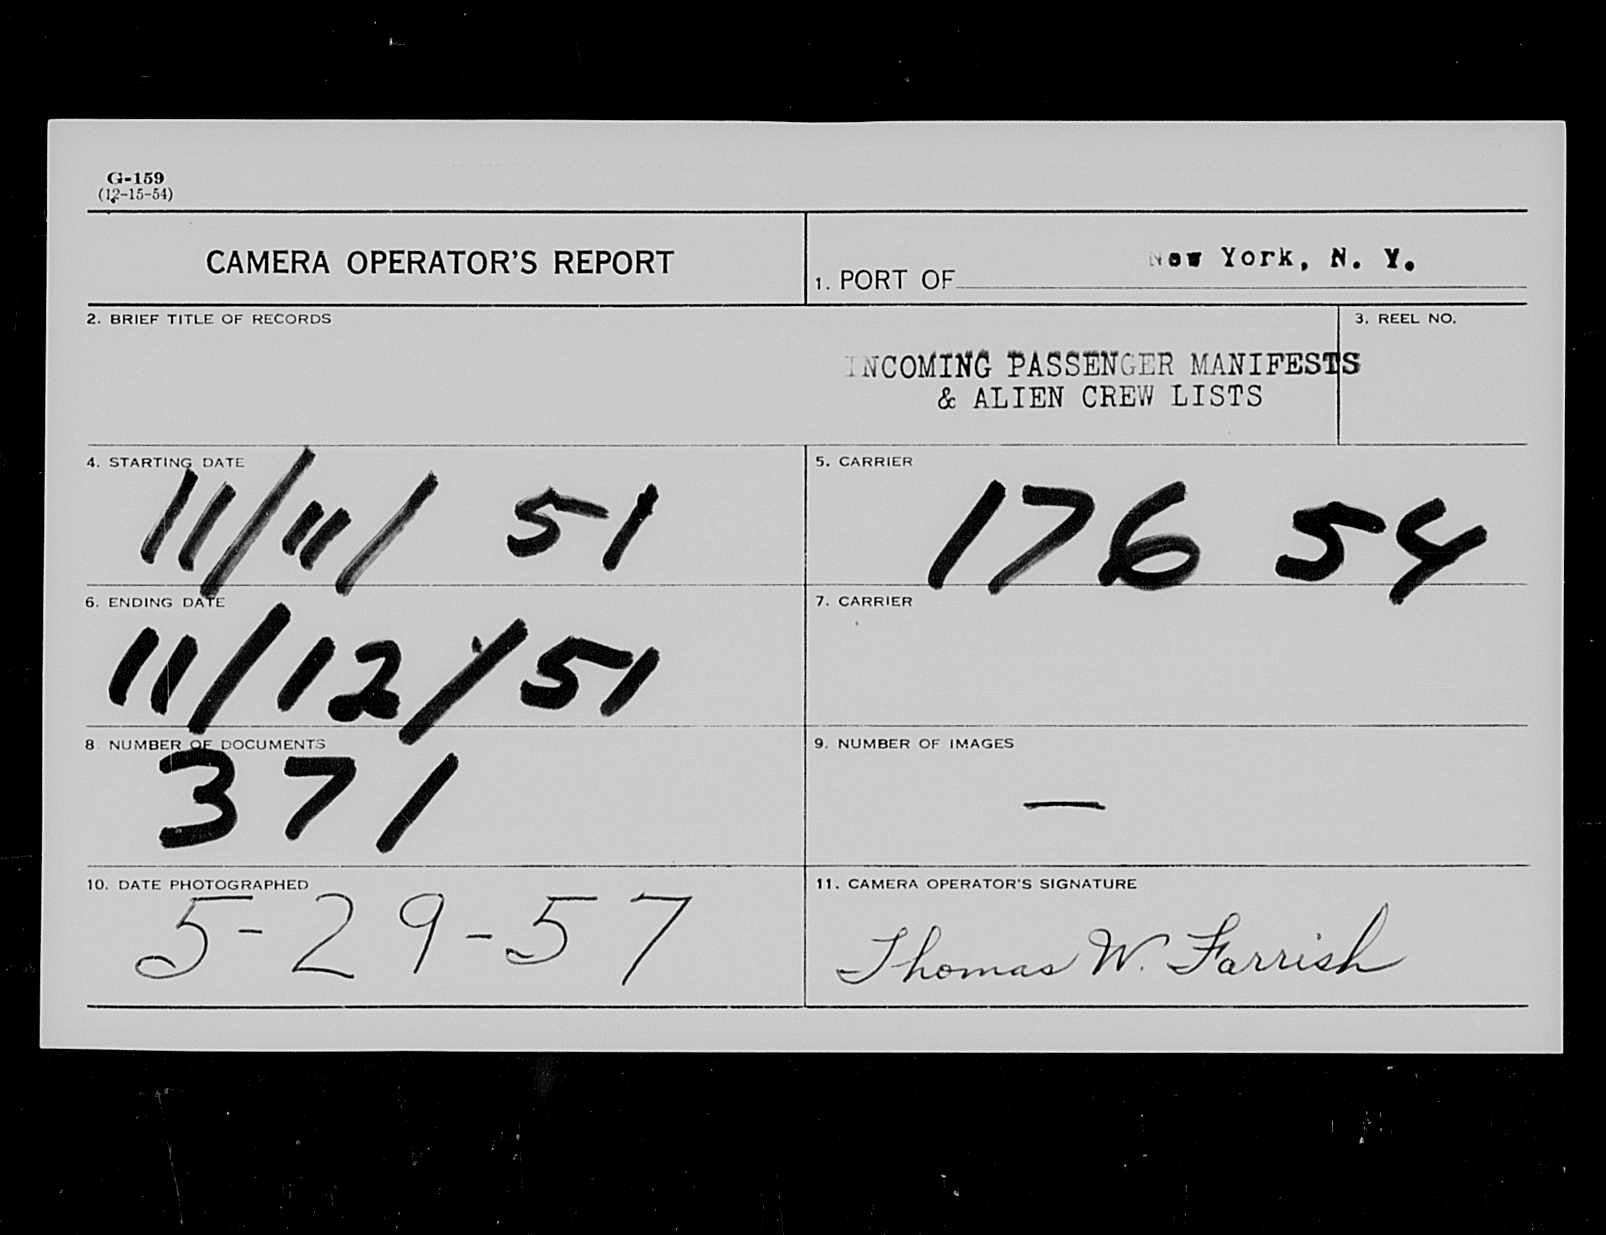 G-159
(12-15-54)
CAMERA OPERATOR'S REPORT
1. PORT OF New York, N. Y.
2. BRIEF TITLE OF RECORDS
INCOMING PASSENGER MANIFESTS
& ALIEN CREW LISTS
3. REEL NO.
4. STARTING DATE
11/11/ 51
5. CARRIER
176 54
6. ENDING DATE
11/12/51
7. CARRIER
8. NUMBER OF DOCUMENTS
371
9. NUMBER OF IMAGES
—
10. DATE PHOTOGRAPHED
5-29-57
11. CAMERA OPERATOR'S SIGNATURE
Thomas W. Farrish